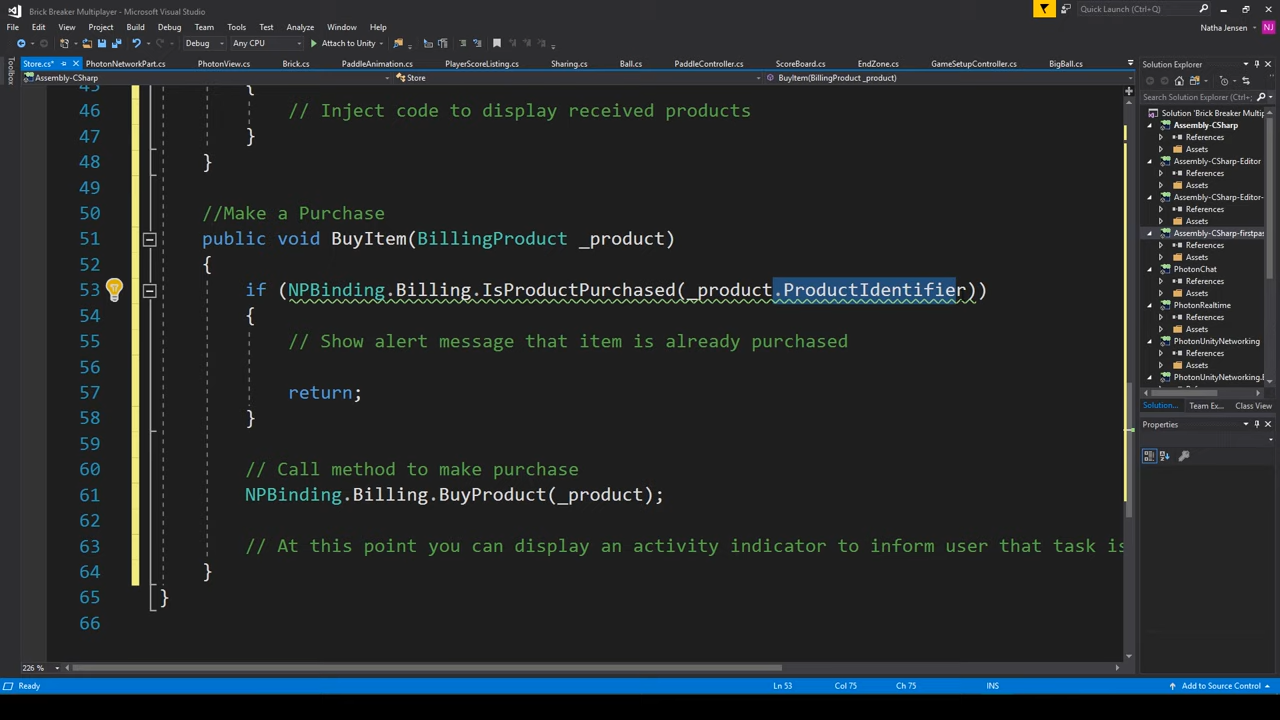 Brick Breaker Multiplayer - Microsoft Visual Studio
Quick Launch (Ctrl+Q)
File Edit View Project Build Debug Team Tools Test Analyze Window Help
Natha Jensen NJ
Debug Any CPU Attach to Unity
Store.cs* PhotonNetworkPart.cs PhotonView.cs Brick.cs PaddleAnimation.cs PlayerScoreListing.cs Sharing.cs Ball.cs PaddleController.cs ScoreBoard.cs EndZone.cs GameSetupController.cs BigBall.cs
Toolbox
Assembly-CSharp Store BuyItem(BillingProduct _product)
45 {
46 // Inject code to display received products
47 }
48 }
49
50 //Make a Purchase
51 public void BuyItem(BillingProduct _product)
52 {
53 if (NPBinding.Billing.IsProductPurchased(_product.ProductIdentifier))
54 {
55 // Show alert message that item is already purchased
56
57 return;
58 }
59
60 // Call method to make purchase
61 NPBinding.Billing.BuyProduct(_product);
62
63 // At this point you can display an activity indicator to inform user that task is
64 }
65 }
66
226 %
Solution Explorer
Search Solution Explorer (Ctrl+
Solution 'Brick Breaker Multip
Assembly-CSharp
References
Assets
Assembly-CSharp-Editor
References
Assets
Assembly-CSharp-Editor-
References
Assets
Assembly-CSharp-firstpas
References
Assets
PhotonChat
References
Assets
PhotonRealtime
References
Assets
PhotonUnityNetworking
References
Assets
PhotonUnityNetworking.
Solution... Team Ex... Class View
Properties
Ready Ln 53 Col 75 Ch 75 INS Add to Source Control